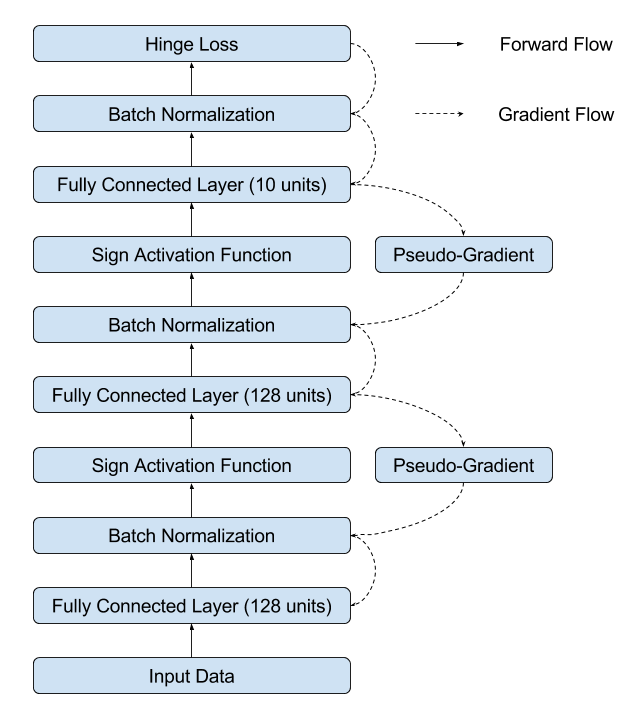 Hinge Loss
Forward Flow
Batch Normalization
Gradient Flow
Fully Connected Layer (10 units)
Sign Activation Function
Pseudo-Gradient
Batch Normalization
Fully Connected Layer (128 units)
Sign Activation Function
Pseudo-Gradient
Batch Normalization
Fully Connected Layer (128 units)
Input Data